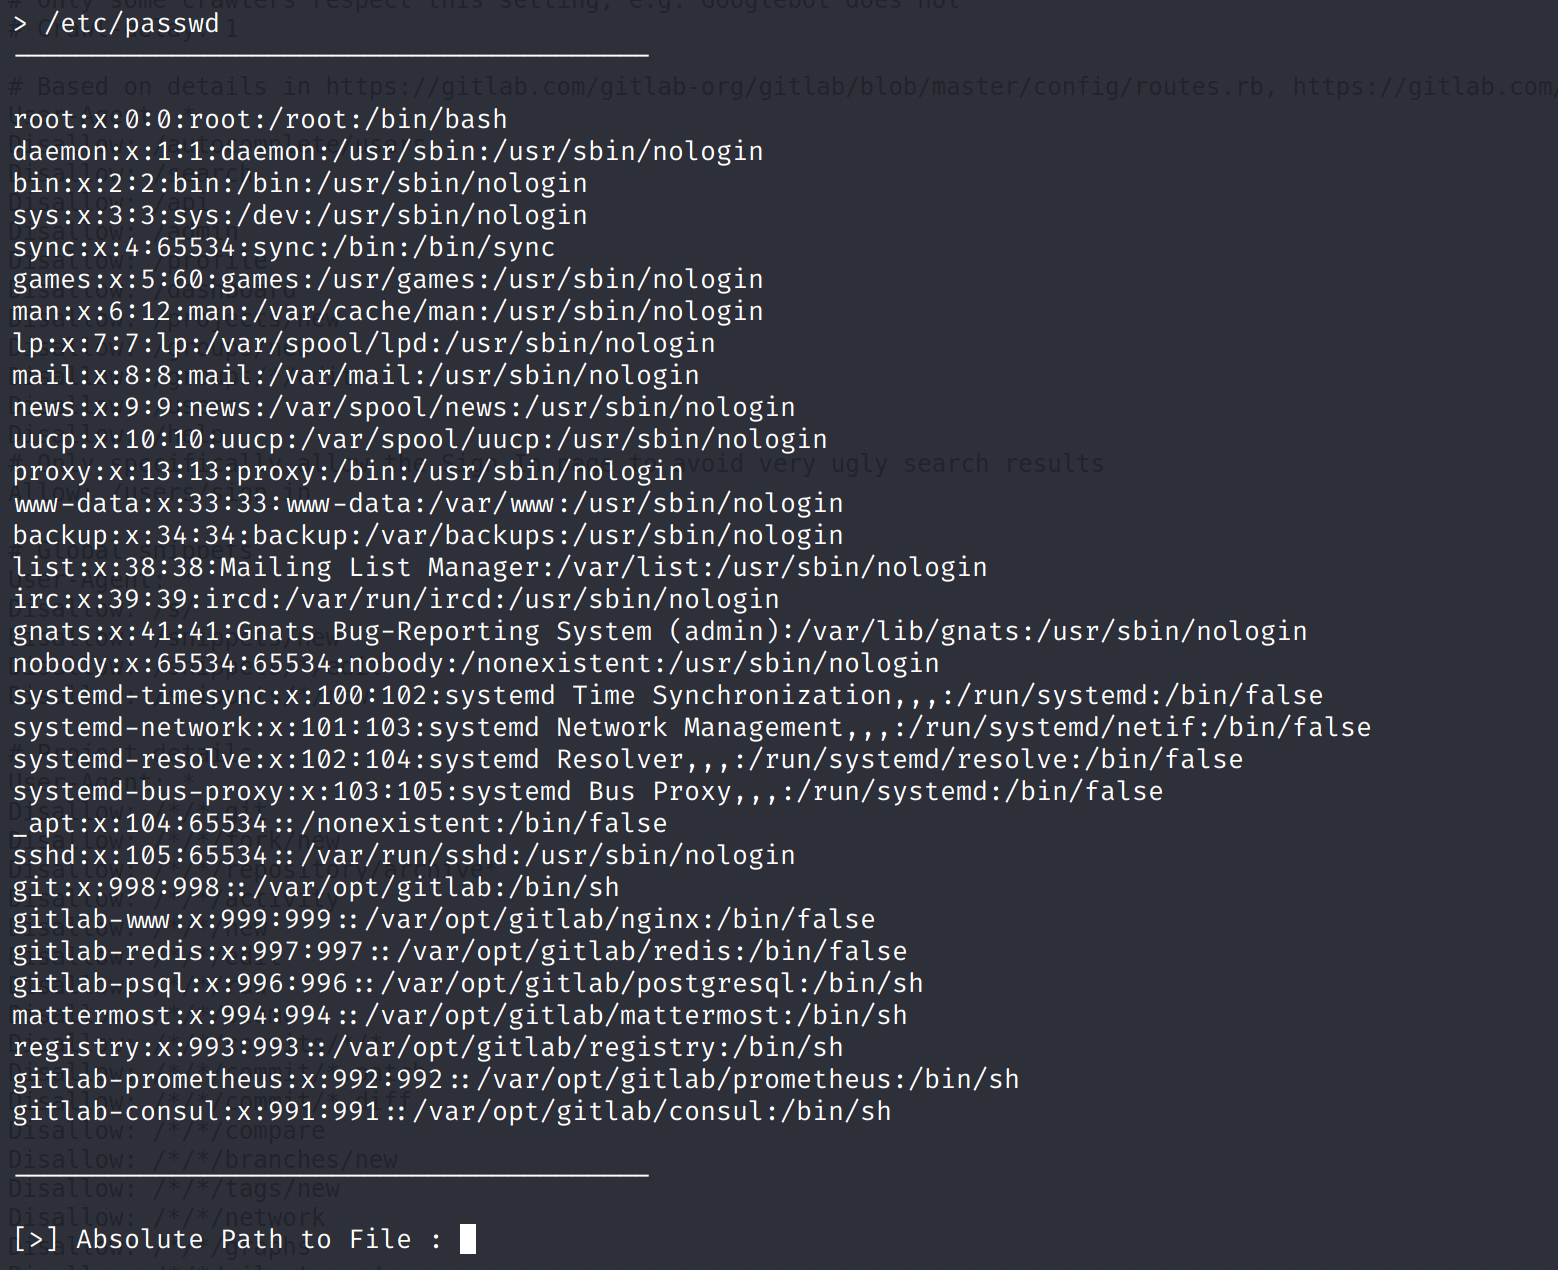 > /etc/passwd
root:x:0:0:root:/root:/bin/bash
daemon:x:1:1:daemon:/usr/sbin:/usr/sbin/nologin
bin:x:2:2:bin:/bin:/usr/sbin/nologin
sys:x:3:3:sys:/dev:/usr/sbin/nologin
sync:x:4:65534:sync:/bin:/bin/sync
games:x:5:60:games:/usr/games:/usr/sbin/nologin
man:x:6:12:man:/var/cache/man:/usr/sbin/nologin
lp:x:7:7:lp:/var/spool/lpd:/usr/sbin/nologin
mail:x:8:8:mail:/var/mail:/usr/sbin/nologin
news:x:9:9:news:/var/spool/news:/usr/sbin/nologin
uucp:x:10:10:uucp:/var/spool/uucp:/usr/sbin/nologin
proxy:x:13:13:proxy:/bin:/usr/sbin/nologin
www-data:x:33:33:www-data:/var/www:/usr/sbin/nologin
backup:x:34:34:backup:/var/backups:/usr/sbin/nologin
list:x:38:38:Mailing List Manager:/var/list:/usr/sbin/nologin
irc:x:39:39:ircd:/var/run/ircd:/usr/sbin/nologin
gnats:x:41:41:Gnats Bug-Reporting System (admin):/var/lib/gnats:/usr/sbin/nologin
nobody:x:65534:65534:nobody:/nonexistent:/usr/sbin/nologin
systemd-timesync:x:100:102:systemd Time Synchronization,,,:/run/systemd:/bin/false
systemd-network:x:101:103:systemd Network Management,,,:/run/systemd/netif:/bin/false
systemd-resolve:x:102:104:systemd Resolver,,,:/run/systemd/resolve:/bin/false
systemd-bus-proxy:x:103:105:systemd Bus Proxy,,,:/run/systemd:/bin/false
_apt:x:104:65534::/nonexistent:/bin/false
sshd:x:105:65534::/var/run/sshd:/usr/sbin/nologin
git:x:998:998::/var/opt/gitlab:/bin/sh
gitlab-www:x:999:999::/var/opt/gitlab/nginx:/bin/false
gitlab-redis:x:997:997::/var/opt/gitlab/redis:/bin/false
gitlab-psql:x:996:996::/var/opt/gitlab/postgresql:/bin/sh
mattermost:x:994:994::/var/opt/gitlab/mattermost:/bin/sh
registry:x:993:993::/var/opt/gitlab/registry:/bin/sh
gitlab-prometheus:x:992:992::/var/opt/gitlab/prometheus:/bin/sh
gitlab-consul:x:991:991::/var/opt/gitlab/consul:/bin/sh
[>] Absolute Path to File :